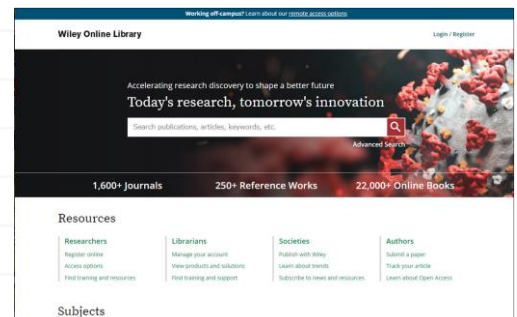 Working off-campus? Learn about our remote access options
Wiley Online Library
Login / Register
Accelerating research discovery to shape a better future
Today's research, tomorrow's innovation
Search publications, articles, keywords, etc.
Advanced Search
1,600+ Journals 250+ Reference Works 22,000+ Online Books
Resources
Researchers Librarians Societies Authors
Register online Manage your account Publish with Wiley Submit a paper
Access options View products and solutions Learn about trends Track your article
Find training and resources Find training and support Subscribe to news and resources Learn about Open Access
Subjects